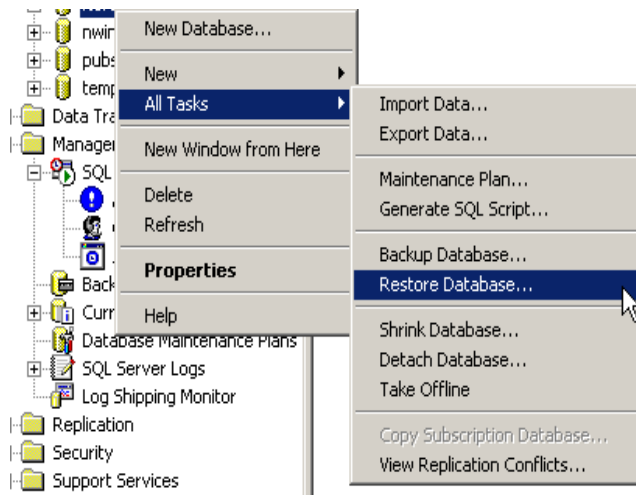 New Database...
New
All Tasks
New Window from Here
Delete
Refresh
Properties
Help
Import Data...
Export Data...
Maintenance Plan...
Generate SQL Script...
Backup Database...
Restore Database...
Shrink Database...
Detach Database...
Take Offline
Copy Subscription Database...
View Replication Conflicts...
nwin
pubs
temp
Data Tra
Manager
SQL
Back
Curr
Database Maintenance Plans
SQL Server Logs
Log Shipping Monitor
Replication
Security
Support Services